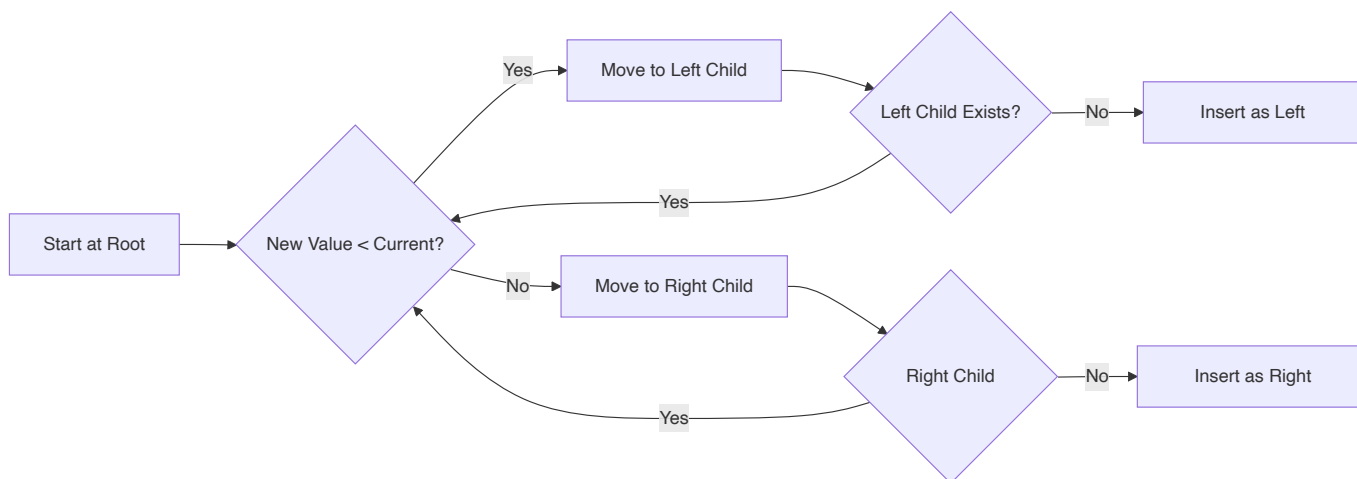 Start at Root
New Value < Current?
Yes
Move to Left Child
Left Child Exists?
No
Insert as Left
Yes
No
Move to Right Child
Right Child
No
Insert as Right
Yes